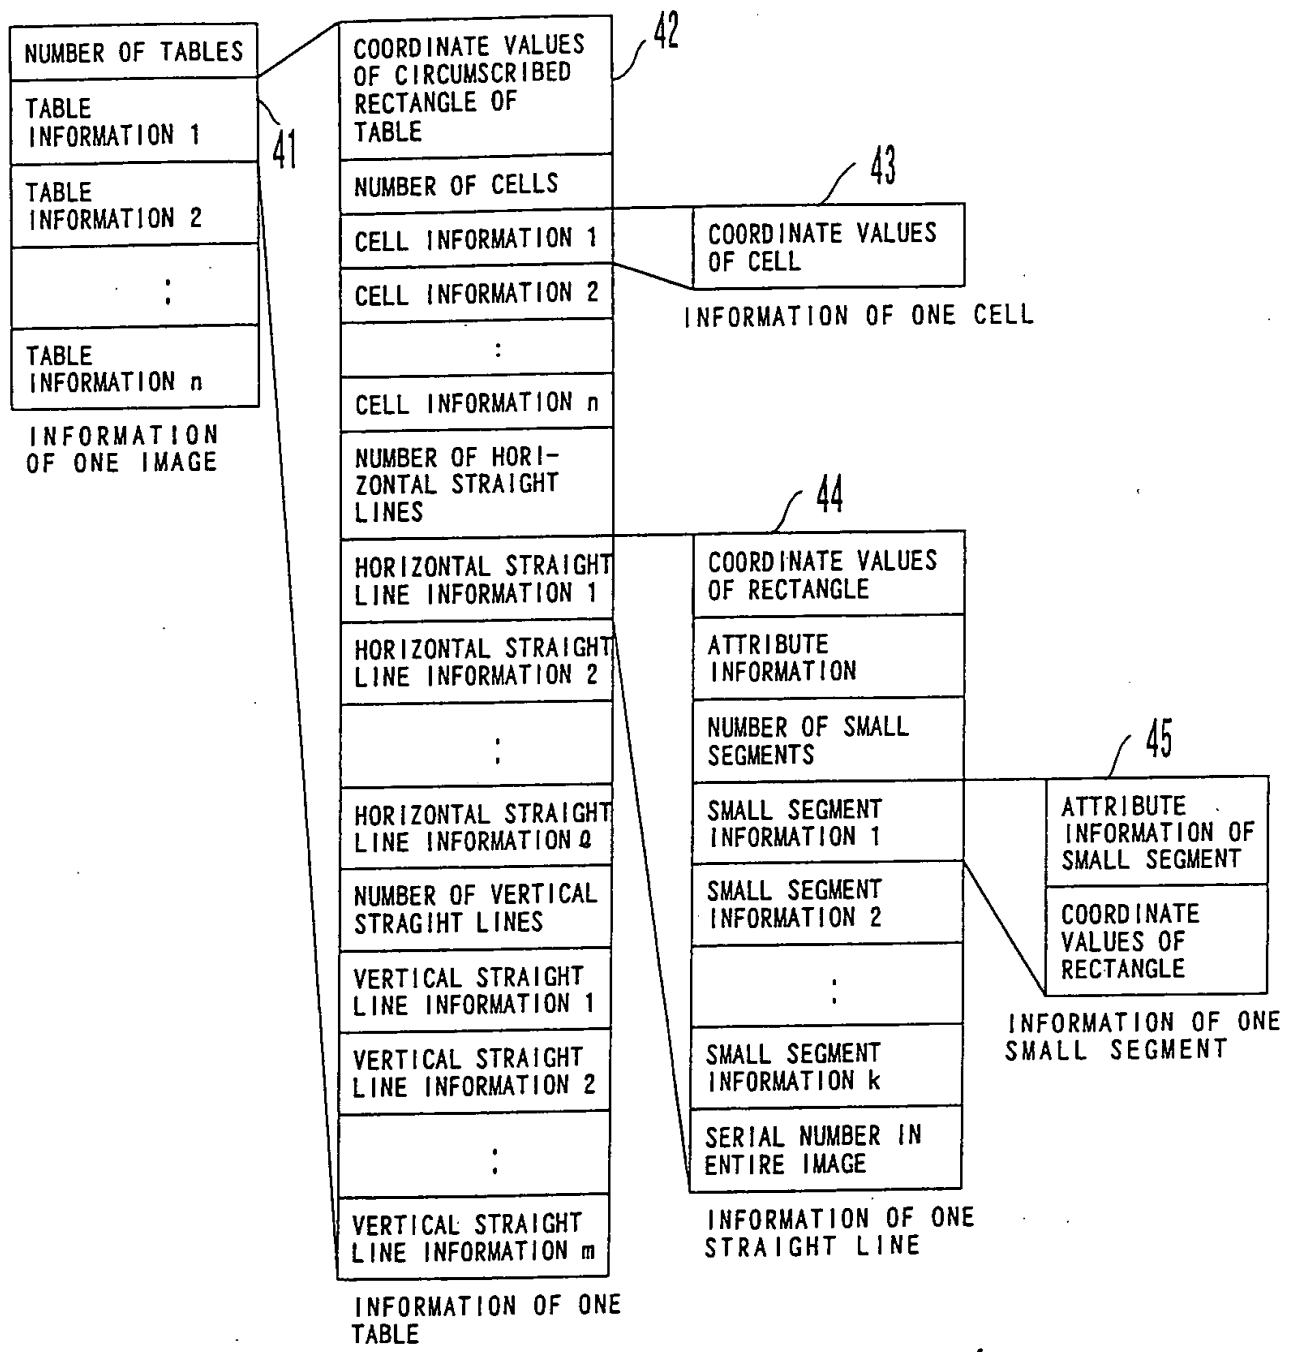 NUMBER OF TABLES
TABLE
INFORMATION 1
TABLE
INFORMATION 2
:
TABLE
INFORMATION n
INFORMATION
OF ONE IMAGE
41
42
COORDINATE VALUES
OF CIRCUMSCRIBED
RECTANGLE OF
TABLE
NUMBER OF CELLS
CELL INFORMATION 1
CELL INFORMATION 2
:
CELL INFORMATION n
NUMBER OF HORI-
ZONTAL STRAIGHT
LINES
HORIZONTAL STRAIGHT
LINE INFORMATION 1
HORIZONTAL STRAIGHT
LINE INFORMATION 2
:
HORIZONTAL STRAIGHT
LINE INFORMATION ℓ
NUMBER OF VERTICAL
STRAGIHT LINES
VERTICAL STRAIGHT
LINE INFORMATION 1
VERTICAL STRAIGHT
LINE INFORMATION 2
:
VERTICAL STRAIGHT
LINE INFORMATION m
INFORMATION OF ONE
TABLE
43
COORDINATE VALUES
OF CELL
INFORMATION OF ONE CELL
44
COORDINATE VALUES
OF RECTANGLE
ATTRIBUTE
INFORMATION
NUMBER OF SMALL
SEGMENTS
SMALL SEGMENT
INFORMATION 1
SMALL SEGMENT
INFORMATION 2
:
SMALL SEGMENT
INFORMATION k
SERIAL NUMBER IN
ENTIRE IMAGE
INFORMATION OF ONE
STRAIGHT LINE
45
ATTRIBUTE
INFORMATION OF
SMALL SEGMENT
COORDINATE
VALUES OF
RECTANGLE
INFORMATION OF ONE
SMALL SEGMENT